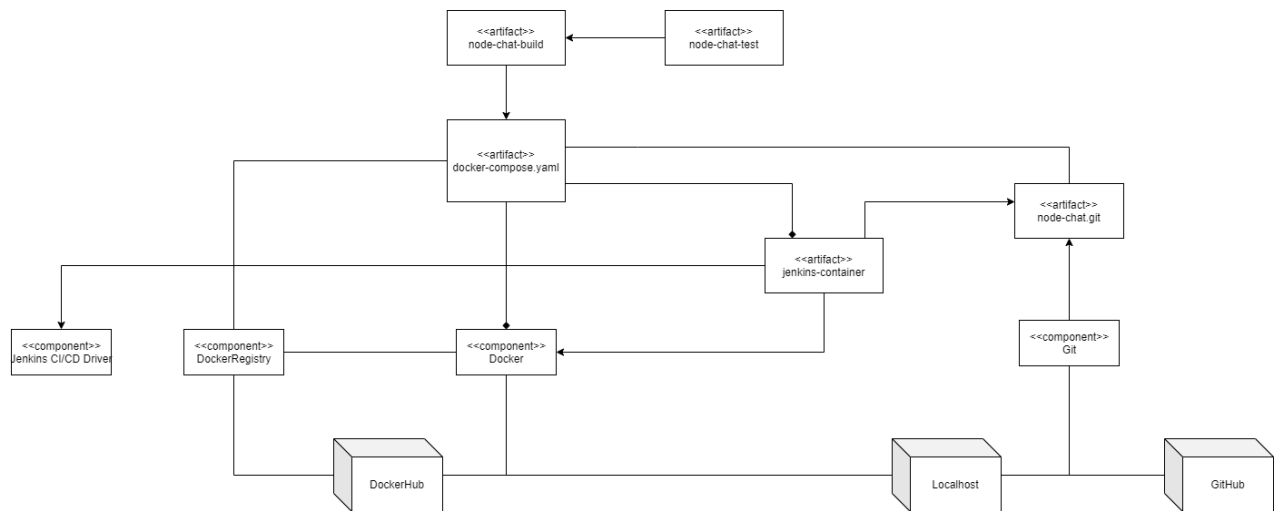 <<artifact>>
node-chat-build
<<artifact>>
node-chat-test
<<artifact>>
docker-compose.yaml
<<artifact>>
node-chat.git
<<artifact>>
jenkins-container
<<component>>
Jenkins CI/CD Driver
<<component>>
DockerRegistry
<<component>>
Docker
<<component>>
Git
DockerHub
Localhost
GitHub